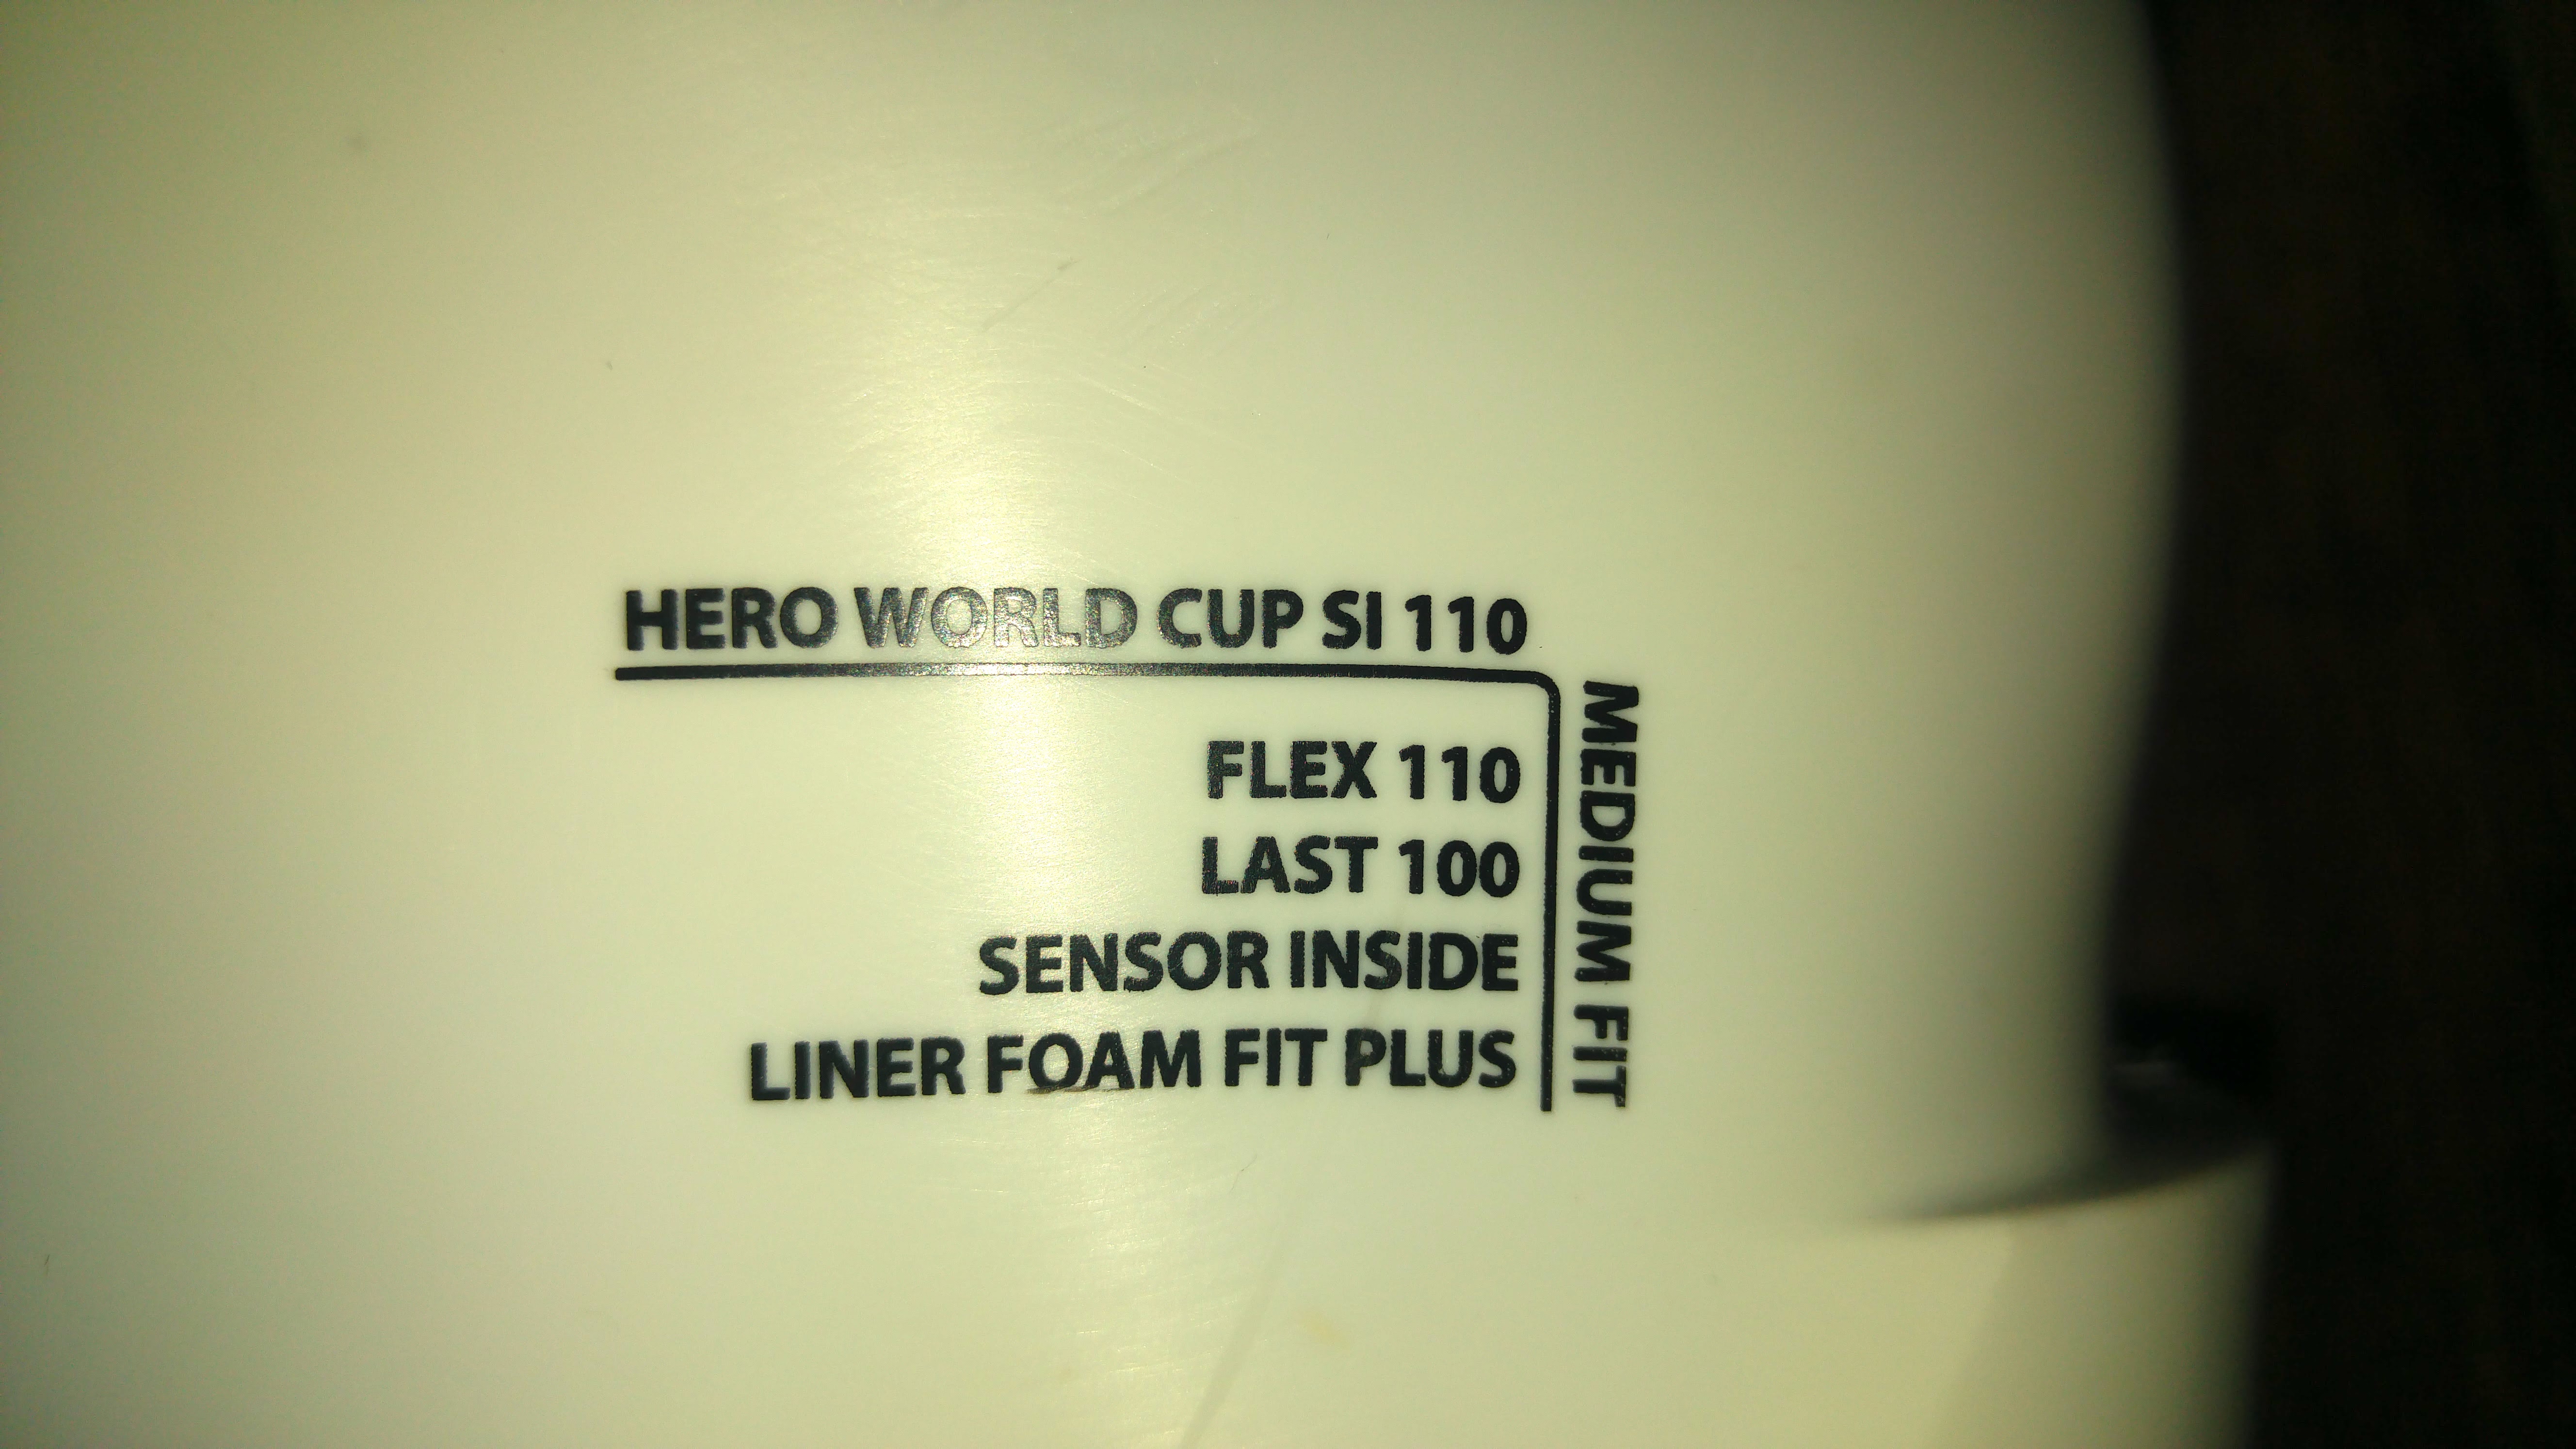 HERO WORLD CUP SI 110
FLEX 110
LAST 100
SENSOR INSIDE
LINER FOAM FIT PLUS
MEDIUM FIT